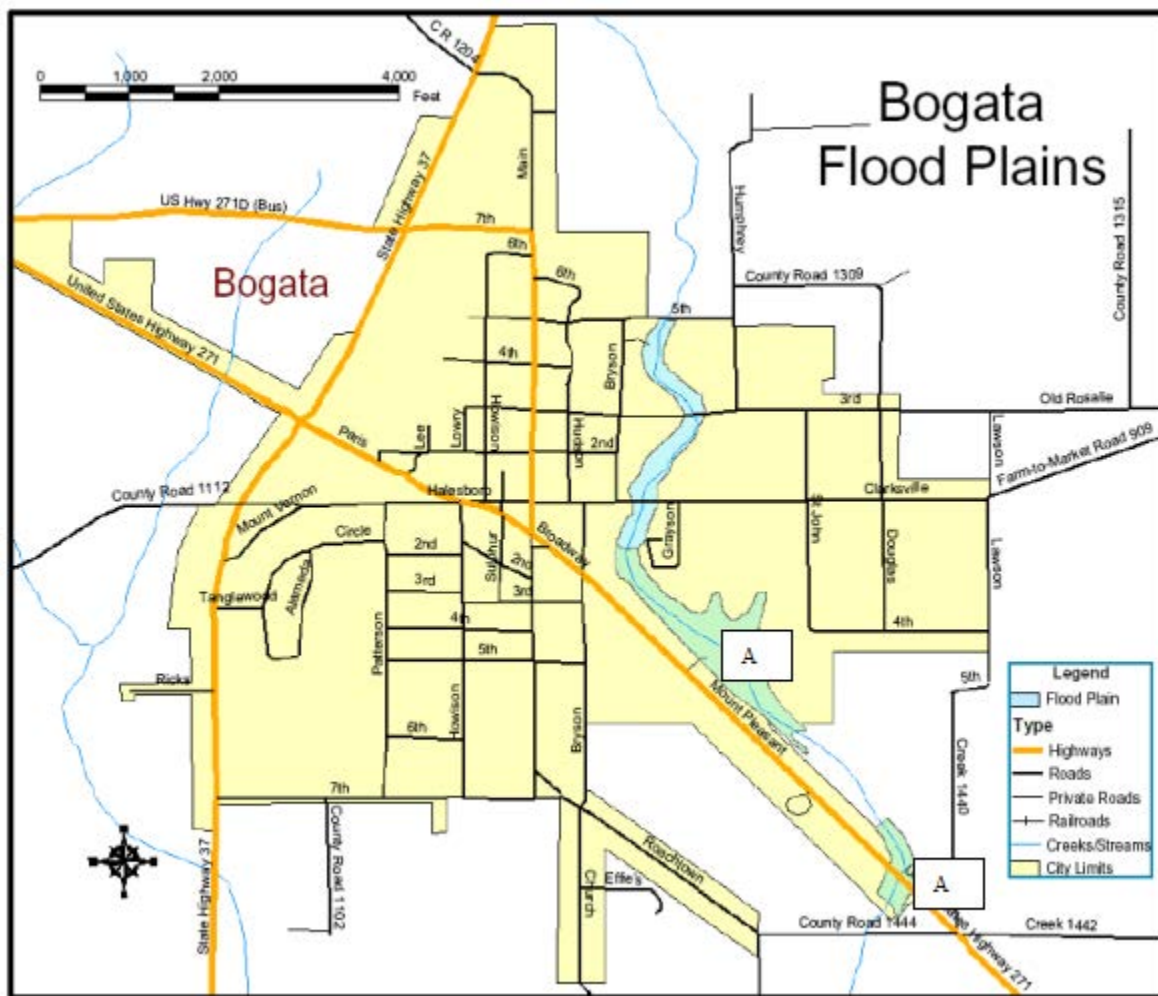 C R 1204
0 1,000 2,000 4,000
Feet
Bogata
Flood Plains
State Highway 37
Main
Humphrey
County Road 1315
US Hwy 271D (Bus)
7th
6th
6th
Bogata
County Road 1309
United States Highway 271
5th
4th
Bryson
3rd
Old Rosalie
Paris
Lee
Lowry
Howison
Hudson
2nd
Lawson
Farm-to-Market Road 909
County Road 1112
Halesboro
Clarksville
Mount Vernon
Circle
Broadway
Grayson
St John
Douglas
Lawson
2nd
Sulphur
2nd
3rd
3rd
Tanglewood
Alameda
4th
4th
Patterson
5th
A
Ricks
Howison
6th
Bryson
Mount Pleasant
5th
Creek 1440
Legend
Flood Plain
Type
Highways
Roads
Private Roads
Railroads
Creeks/Streams
City Limits
7th
County Road 1102
State Highway 37
Roachtown
Effie's
Church
A
County Road 1444
Creek 1442
Highway 271